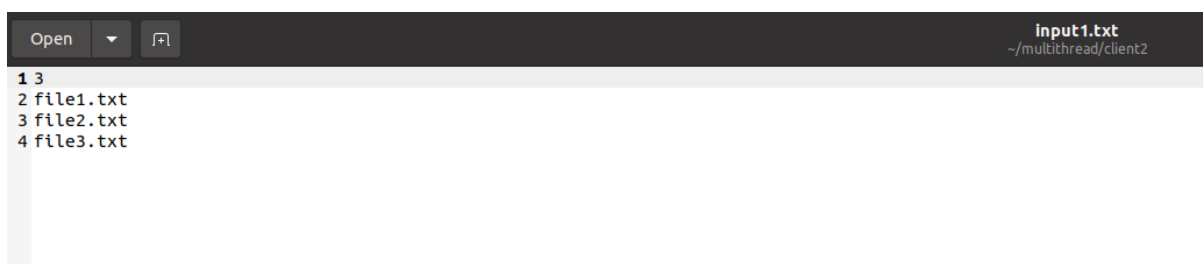 Open
input1.txt
~/multithread/client2
1 3
2 file1.txt
3 file2.txt
4 file3.txt